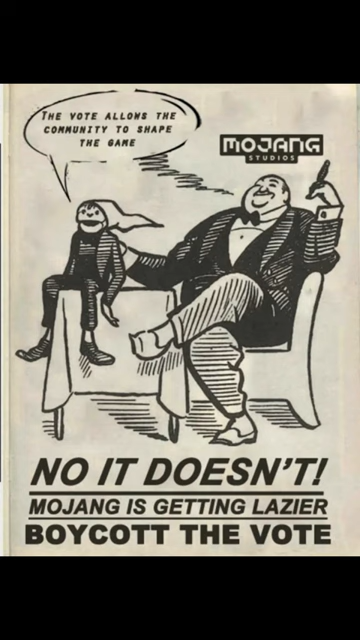 THE VOTE ALLOWS THE
COMMUNITY TO SHAPE
THE GAME
MOJANG
STUDIOS
NO IT DOESN'T!
MOJANG IS GETTING LAZIER
BOYCOTT THE VOTE